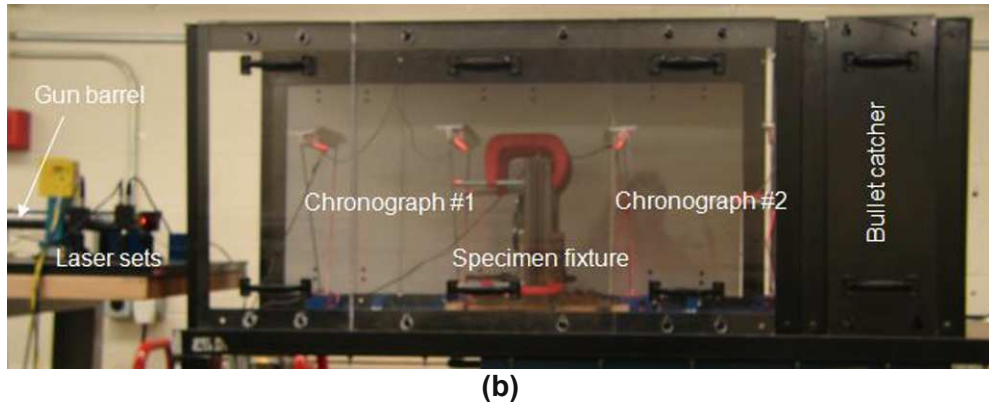 Gun barrel
Chronograph #1
Chronograph #2
Bullet catcher
Laser sets
Specimen fixture
(b)